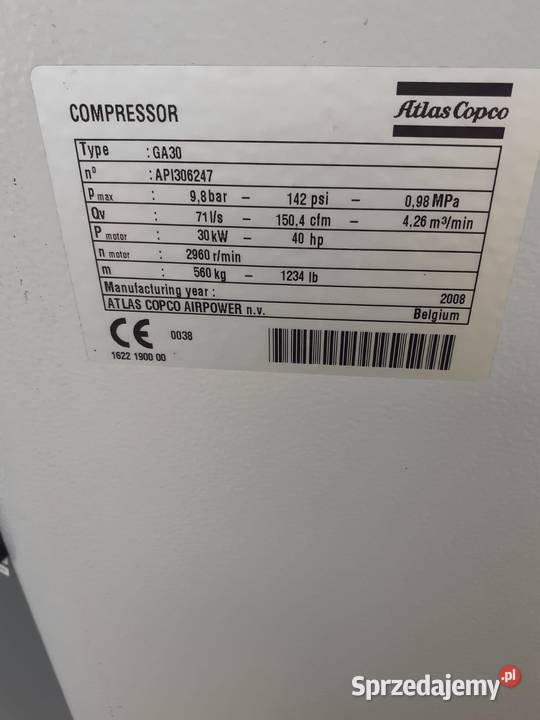 COMPRESSOR
Atlas Copco
Type : GA30
nº : API306247
P max : 9,8 bar – 142 psi – 0,98 MPa
Qv : 71 l/s – 150,4 cfm – 4,26 m³/min
P motor : 30 kW – 40 hp
n motor : 2960 r/min
m : 560 kg – 1234 lb
Manufacturing year : 2008
ATLAS COPCO AIRPOWER n.v. Belgium
CE 0038
1622 1900 00
Sprzedajemy.pl